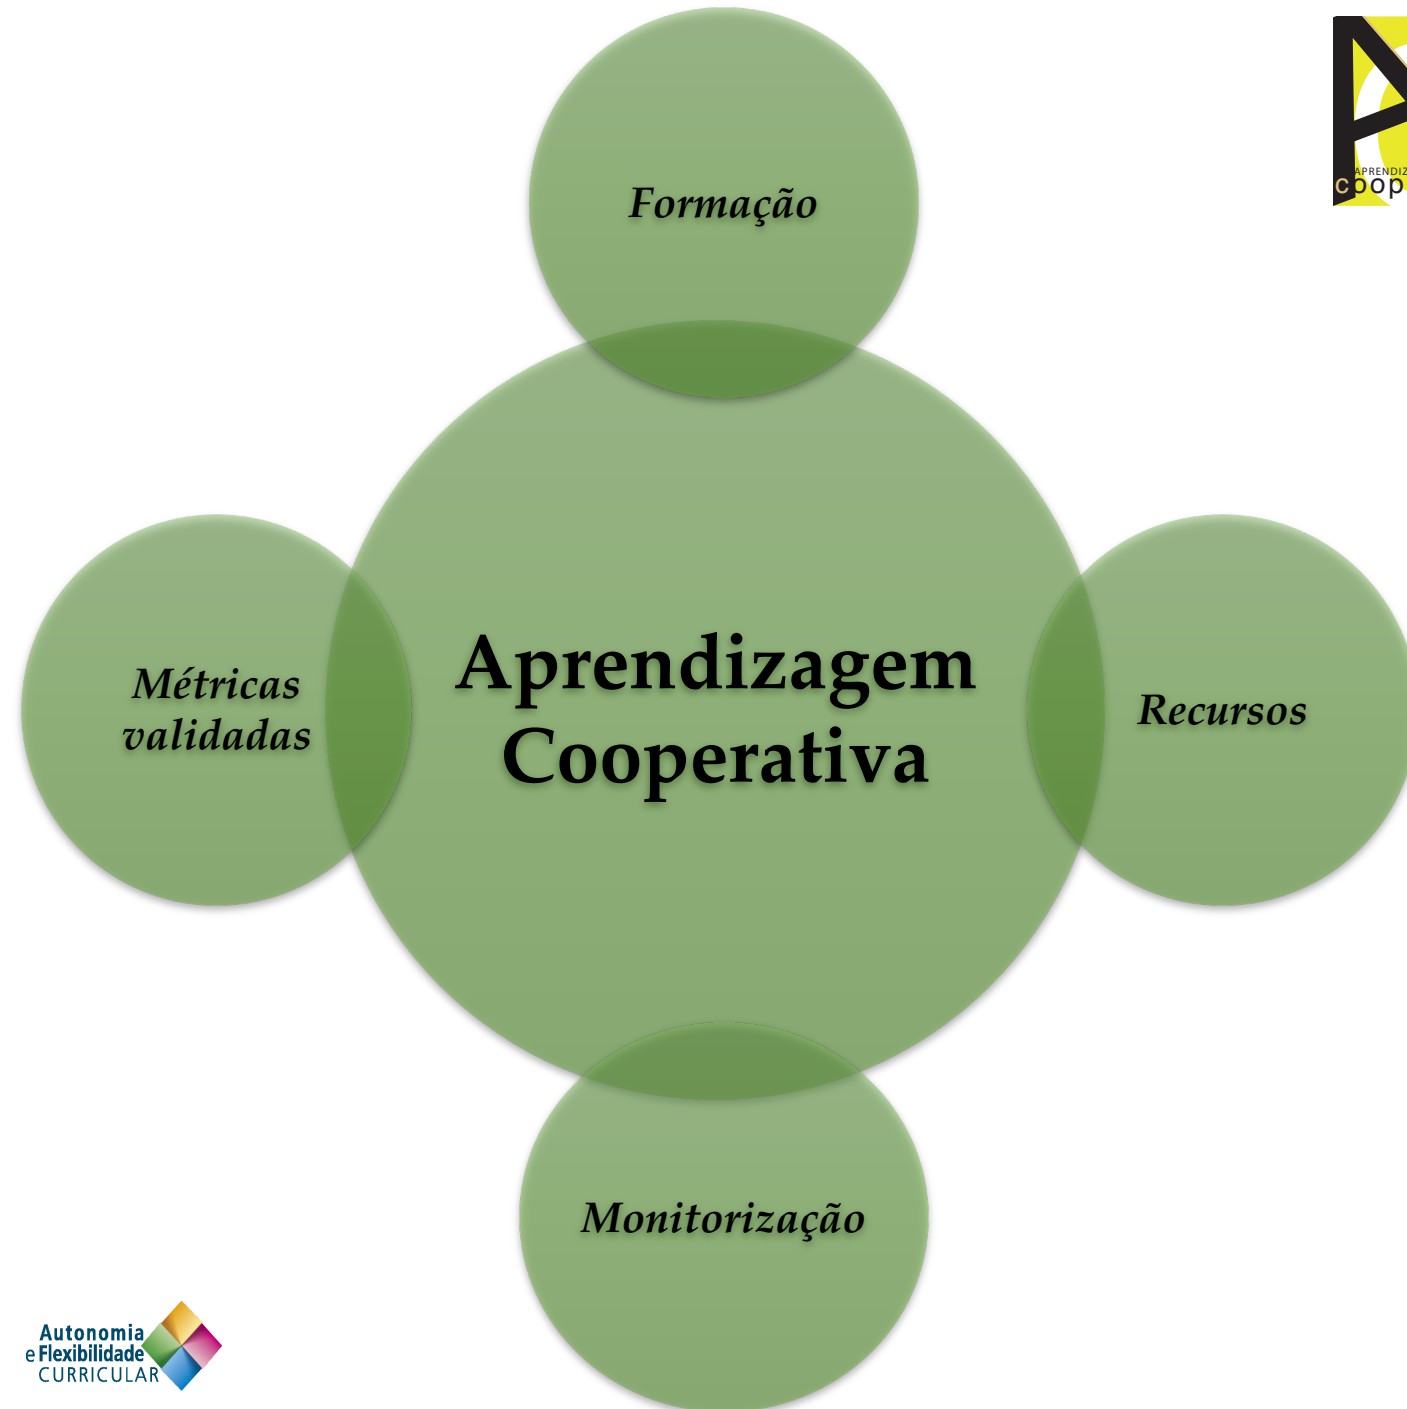 Formação
Aprendizagem
Cooperativa
Métricas
validadas
Recursos
Monitorização
Autonomia
e Flexibilidade
CURRICULAR